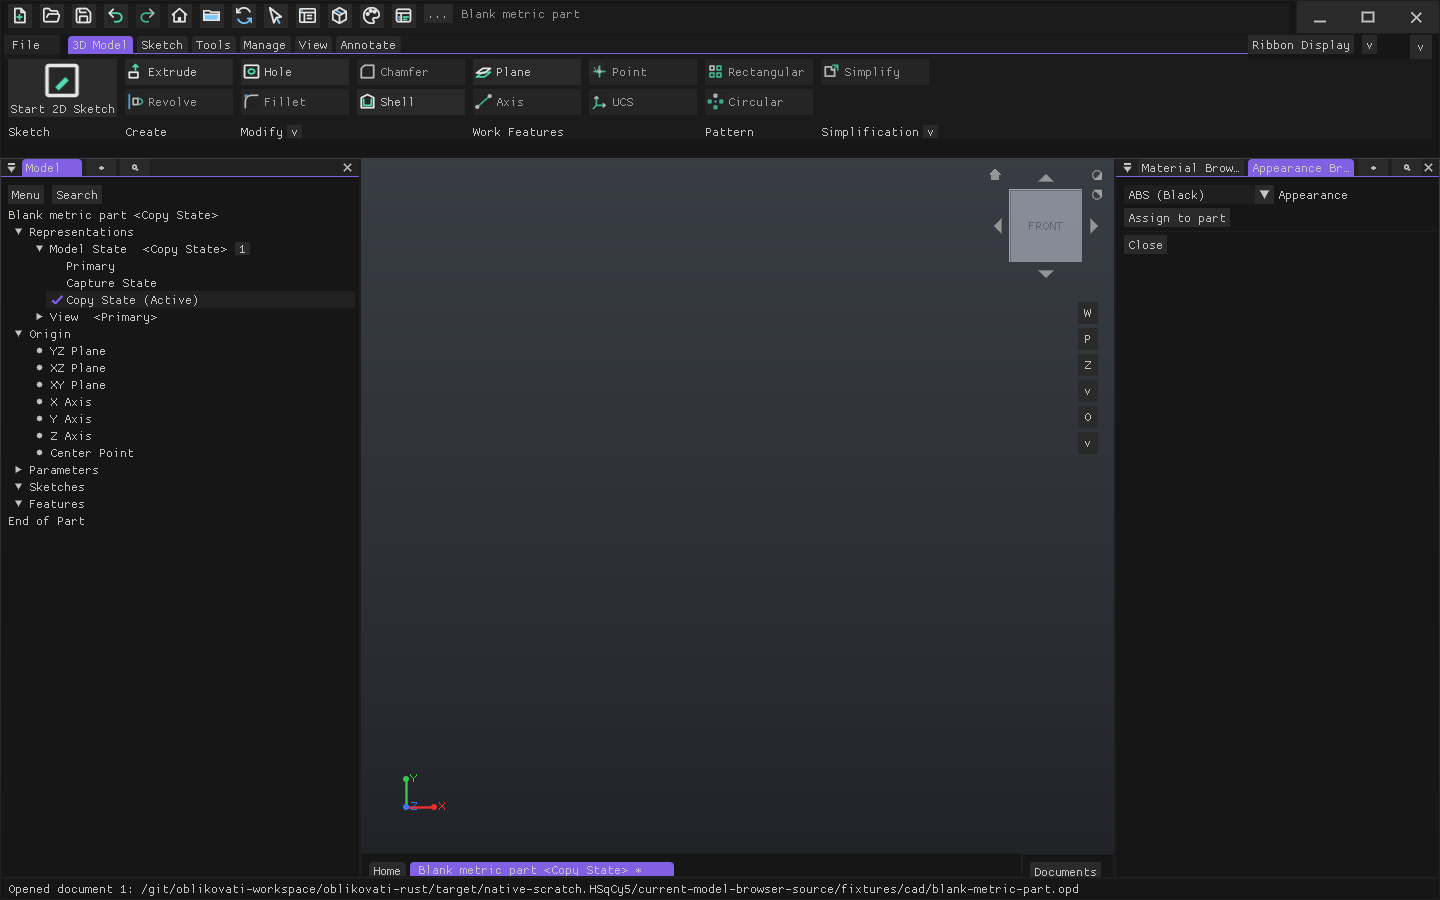 ... Blank metric part
File 3D Model Sketch Tools Manage View Annotate Ribbon Display v v
Start 2D Sketch
Extrude Hole Chamfer Plane Point Rectangular Simplify
Revolve Fillet Shell Axis UCS Circular
Sketch Create Modify v Work Features Pattern Simplification v
Model
Menu Search
Blank metric part <Copy State>
Representations
Model State <Copy State> 1
Primary
Capture State
Copy State (Active)
View <Primary>
Origin
YZ Plane
XZ Plane
XY Plane
X Axis
Y Axis
Z Axis
Center Point
Parameters
Sketches
Features
End of Part
FRONT
W
P
Z
v
O
v
Y
Z X
Material Brow… Appearance Br…
ABS (Black) Appearance
Assign to part
Close
Home Blank metric part <Copy State> * Documents
Opened document 1: /git/oblikovati-workspace/oblikovati-rust/target/native-scratch.HSqCy5/current-model-browser-source/fixtures/cad/blank-metric-part.opd